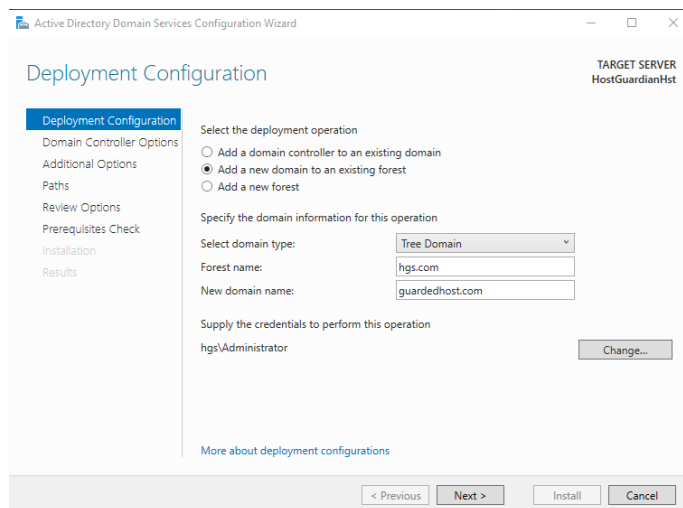 Active Directory Domain Services Configuration Wizard
Deployment Configuration
TARGET SERVER
HostGuardianHst
Deployment Configuration
Domain Controller Options
Additional Options
Paths
Review Options
Prerequisites Check
Installation
Results
Select the deployment operation
Add a domain controller to an existing domain
Add a new domain to an existing forest
Add a new forest
Specify the domain information for this operation
Select domain type: Tree Domain
Forest name: hgs.com
New domain name: guardedhost.com
Supply the credentials to perform this operation
hgs\Administrator Change...
More about deployment configurations
< Previous Next > Install Cancel